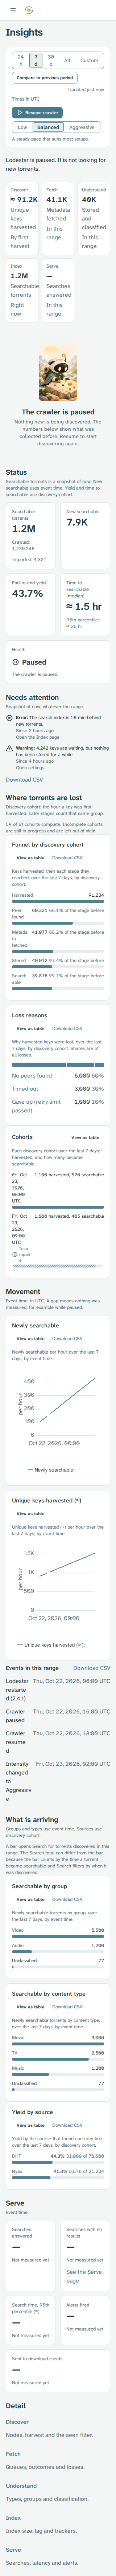 Insights
24 h
7 d
30 d
All
Custom
Compare to previous period
Updated just now
Times in UTC
Resume crawler
Low
Balanced
Aggressive
A steady pace that suits most setups.
Lodestar is paused. It is not looking for
new torrents.
Discover
≈ 91.2K
Unique
keys
harvested
By first
harvest
Fetch
41.1K
Metadata
fetched
In this
range
Understand
40K
Stored
and
classified
In this
range
Index
1.2M
Searchable
torrents
Right
now
Serve
—
Searches
answered
In this
range
The crawler is paused
Nothing new is being discovered. The
numbers below show what was
collected before. Resume to start
discovering again.
Status
Searchable torrents is a snapshot of now. New
searchable uses event time. Yield and time to
searchable use discovery cohort.
Searchable
torrents
1.2M
Crawled:
1,230,246
Imported: 4,321
New searchable
7.9K
End-to-end yield
43.7%
Time to
searchable
(median)
≈ 1.5 hr
95th percentile:
Health
Paused
The crawler is paused.
Needs attention
Snapshot of now, whatever the range.
Error: The search index is 1.6 min behind
new torrents.
Since 2 hours ago
Open the Index page
Warning: 4,242 keys are waiting, but nothing
has been stored for a while.
Since 4 hours ago
Open settings
Download CSV
Where torrents are lost
Discovery cohort: the hour a key was first
harvested. Later stages count that same group.
59 of 61 cohorts complete. Incomplete cohorts
are still in progress and are left out of yield.
Funnel by discovery cohort
View as table
Download CSV
Keys harvested, then each stage they
reached, over the last 7 days, by discovery
cohort.
Harvested
91,234
Peer found
60,321 66.1% of the stage before
Metadata fetched
41,077 68.2% of the stage before
Stored
40,012 97.4% of the stage before
Searchable
39,876 99.7% of the stage before
Loss reasons
View as table
Download CSV
Why harvested keys were lost, over the last
7 days, by discovery cohort. Shares are of
all losses.
No peers found
6,000 60%
Timed out
3,000 30%
Gave up (retry limit
passed)
1,000 10%
Cohorts
View as table
Each discovery cohort over the last 7 days:
harvested, and how many became
searchable.
Fri, Oct
23,
2026,
08:00
UTC
1,100 harvested, 520 searchable
Fri, Oct
23,
2026,
09:00
UTC
Incomplete
1,000 harvested, 405 searchable
Movement
Event time, in UTC. A gap means nothing was
measured, for example while paused.
Newly searchable
View as table
Download CSV
Newly searchable per hour over the last 7
days, by event time.
400
300
200
100
0
per hour
Oct 22, 2026, 00:00
Newly searchable:
Unique keys harvested (≈)
View as table
Unique keys harvested (≈) per hour over the
last 7 days, by event time.
1.5K
1K
500
0
per hour
Oct 22, 2026, 00:00
Unique keys harvested (≈):
Events in this range
Download CSV
Lodestar
restarted (2.4.1)
Thu, Oct 22, 2026, 06:00 UTC
Crawler
paused
Thu, Oct 22, 2026, 16:00 UTC
Crawler
resumed
Thu, Oct 22, 2026, 18:00 UTC
Intensity
changed
to
Aggressive
Fri, Oct 23, 2026, 02:00 UTC
What is arriving
Groups and types use event time. Sources use
discovery cohort.
A bar opens Search for torrents discovered in this
range. The Search total can differ from the bar,
because the bar counts by the time a torrent
became searchable and Search filters by when it
was discovered.
Searchable by group
View as table
Download CSV
Newly searchable torrents by group, over
the last 7 days, by event time.
Video
5,500
Audio
1,200
Unclassified
77
Searchable by content type
View as table
Download CSV
Newly searchable torrents by content type,
over the last 7 days, by event time.
Movie
3,000
TV
2,500
Music
1,200
Unclassified
77
Yield by source
View as table
Download CSV
Yield by the source that found each key first,
over the last 7 days, by discovery cohort.
DHT
44.3% 31,000 of 70,000
Nyaa
41.8% 8,876 of 21,234
Serve
Event time.
Searches
answered
—
Not measured yet
Searches with no
results
—
Not measured yet
See the Serve
page
Search time, 95th
percentile (≈)
—
Not measured yet
Alerts fired
—
Not measured yet
Sent to download clients
—
Not measured yet
Detail
Discover
Nodes, harvest and the seen filter.
Fetch
Queues, outcomes and losses.
Understand
Types, groups and classification.
Index
Index size, lag and trackers.
Serve
Searches, latency and alerts.